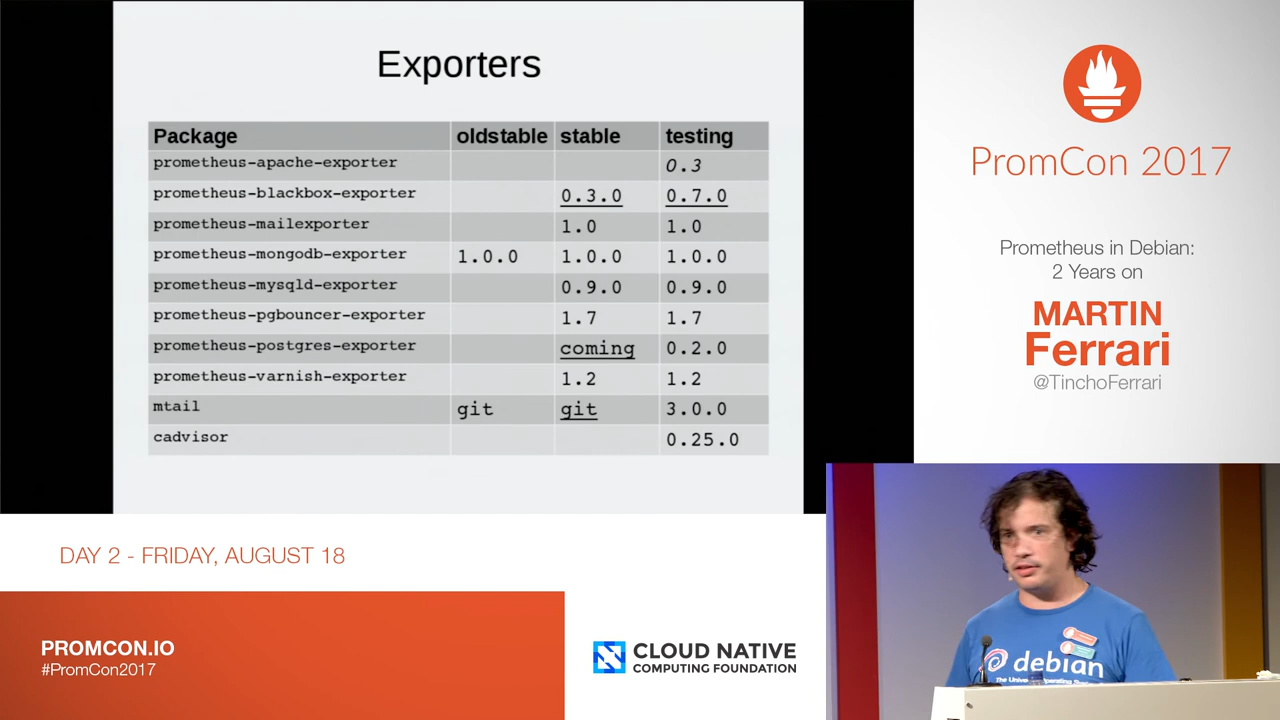 Exporters
Package oldstable stable testing
prometheus-apache-exporter 0.3
prometheus-blackbox-exporter 0.3.0 0.7.0
prometheus-mailexporter 1.0 1.0
prometheus-mongodb-exporter 1.0.0 1.0.0 1.0.0
prometheus-mysqld-exporter 0.9.0 0.9.0
prometheus-pgbouncer-exporter 1.7 1.7
prometheus-postgres-exporter coming 0.2.0
prometheus-varnish-exporter 1.2 1.2
mtail git git 3.0.0
cadvisor 0.25.0
PromCon 2017
Prometheus in Debian:
2 Years on
MARTIN
Ferrari
@TinchoFerrari
DAY 2 - FRIDAY, AUGUST 18
PROMCON.IO
#PromCon2017
CLOUD NATIVE
COMPUTING FOUNDATION
debian